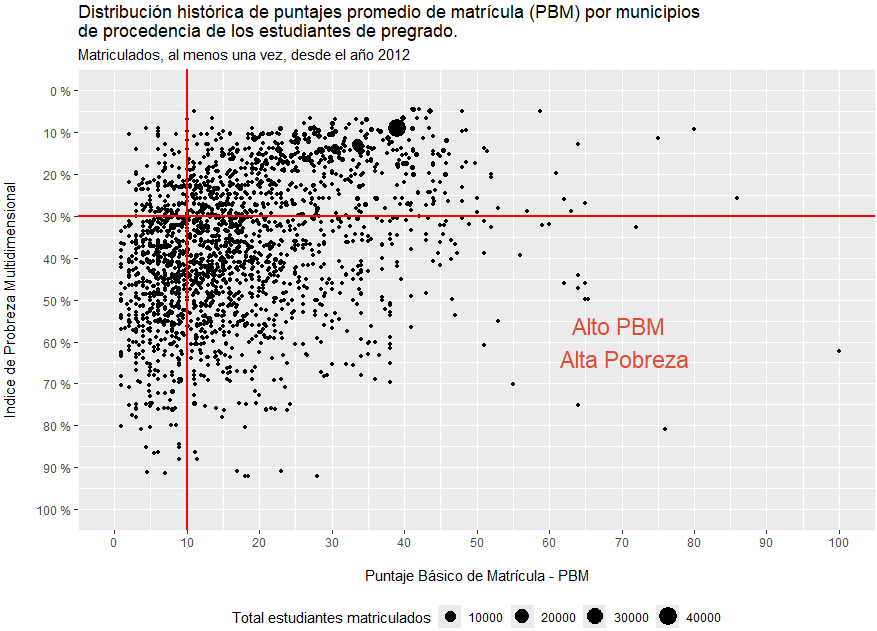 Distribución histórica de puntajes promedio de matrícula (PBM) por municipios
de procedencia de los estudiantes de pregrado.
Matriculados, al menos una vez, desde el año 2012
Indice de Probreza Multidimensional
0 %
10 %
20 %
30 %
40 %
50 %
60 %
70 %
80 %
90 %
100 %
Alto PBM
Alta Pobreza
0 10 20 30 40 50 60 70 80 90 100
Puntaje Básico de Matrícula - PBM
Total estudiantes matriculados 10000 20000 30000 40000